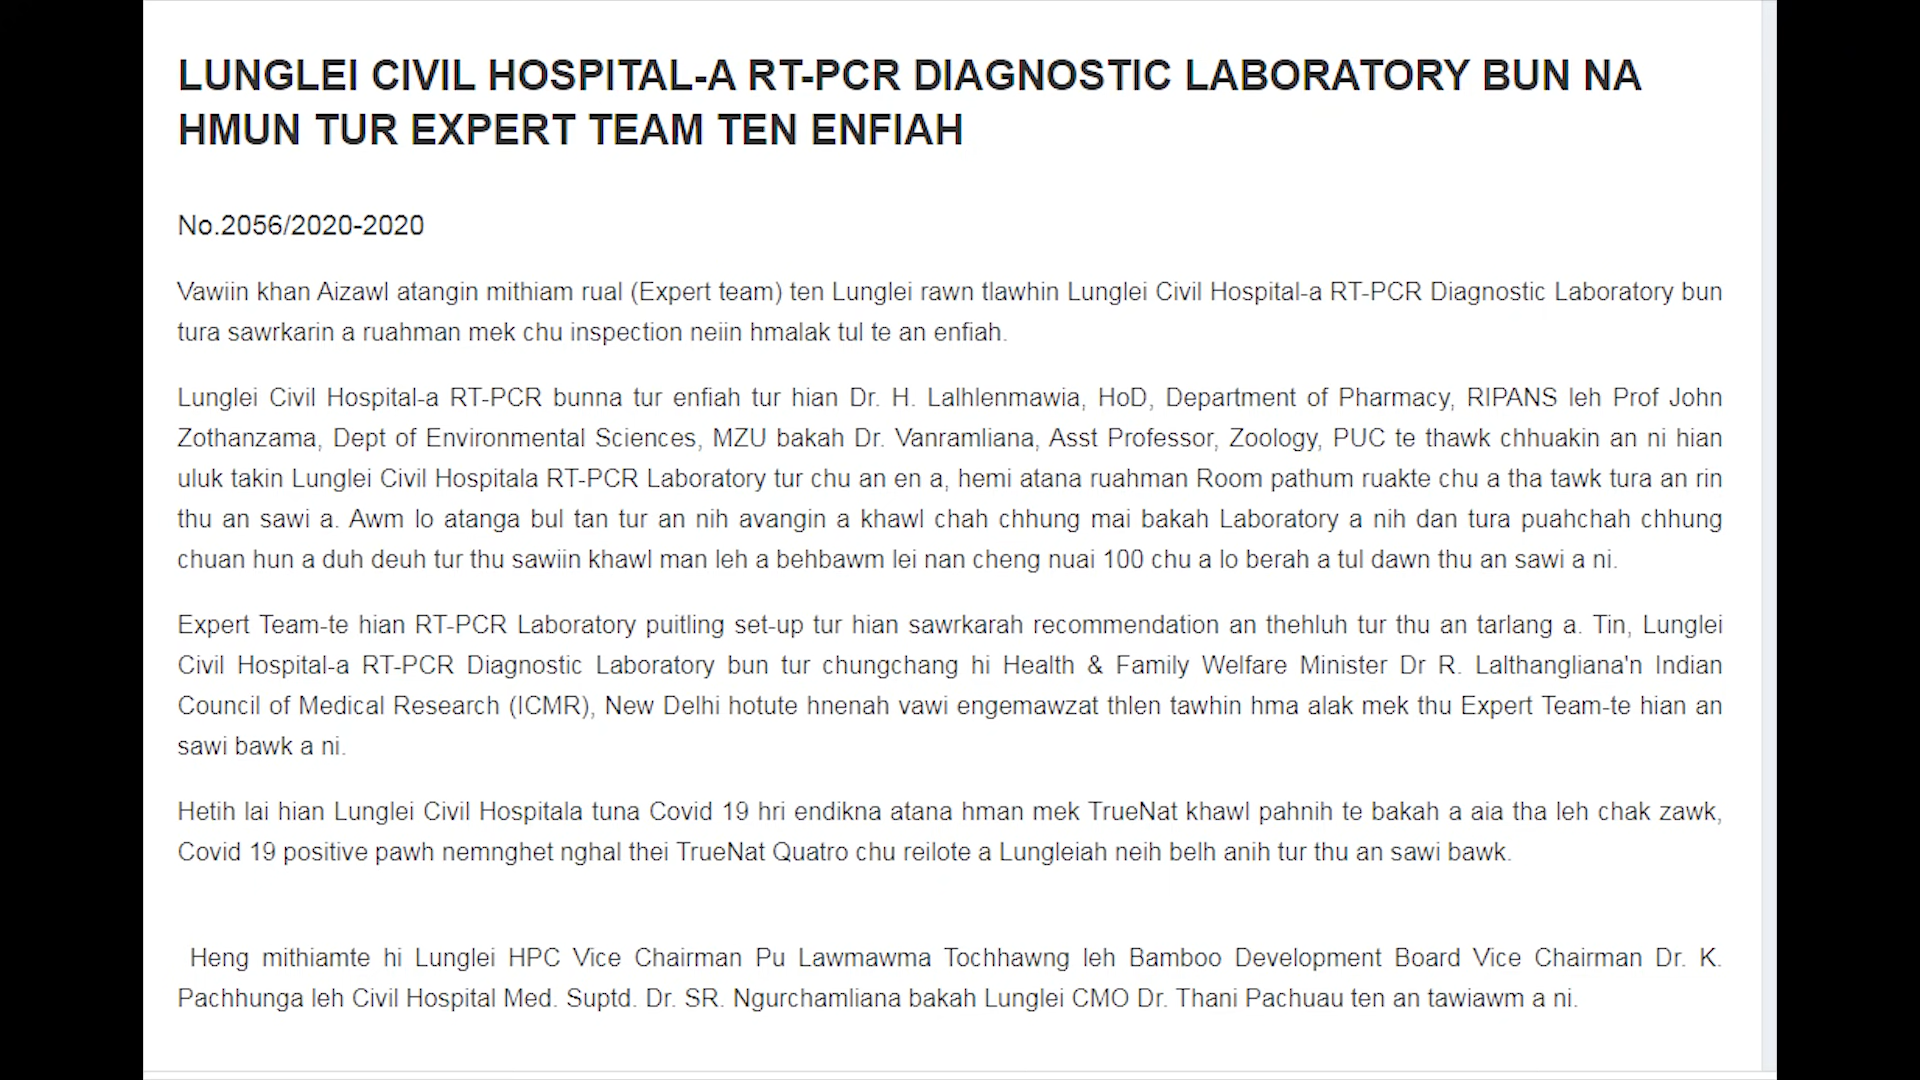 LUNGLEI CIVIL HOSPITAL-A RT-PCR DIAGNOSTIC LABORATORY BUN NA
HMUN TUR EXPERT TEAM TEN ENFIAH
No.2056/2020-2020
Vawiin khan Aizawl atangin mithiam rual (Expert team) ten Lunglei rawn tlawhin Lunglei Civil Hospital-a RT-PCR Diagnostic Laboratory bun
tura sawrkarin a ruahman mek chu inspection neiin hmalak tul te an enfiah.
Lunglei Civil Hospital-a RT-PCR bunna tur enfiah tur hian Dr. H. Lalhlenmawia, HoD, Department of Pharmacy, RIPANS leh Prof John
Zothanzama, Dept of Environmental Sciences, MZU bakah Dr. Vanramliana, Asst Professor, Zoology, PUC te thawk chhuakin an ni hian
uluk takin Lunglei Civil Hospitala RT-PCR Laboratory tur chu an en a, hemi atana ruahman Room pathum ruakte chu a tha tawk tura an rin
thu an sawi a. Awm lo atanga bul tan tur an nih avangin a khawl chah chhung mai bakah Laboratory a nih dan tura puahchah chhung
chuan hun a duh deuh tur thu sawiin khawl man leh a behbawm lei nan cheng nuai 100 chu a lo berah a tul dawn thu an sawi a ni.
Expert Team-te hian RT-PCR Laboratory puitling set-up tur hian sawrkarah recommendation an thehluh tur thu an tarlang a. Tin, Lunglei
Civil Hospital-a RT-PCR Diagnostic Laboratory bun tur chungchang hi Health & Family Welfare Minister Dr R. Lalthangliana'n Indian
Council of Medical Research (ICMR), New Delhi hotute hnenah vawi engemawzat thlen tawhin hma alak mek thu Expert Team-te hian an
sawi bawk a ni.
Hetih lai hian Lunglei Civil Hospitala tuna Covid 19 hri endikna atana hman mek TrueNat khawl pahnih te bakah a aia tha leh chak zawk,
Covid 19 positive pawh nemnghet nghal thei TrueNat Quatro chu reilote a Lungleiah neih belh anih tur thu an sawi bawk.
Heng mithiamte hi Lunglei HPC Vice Chairman Pu Lawmawma Tochhawng leh Bamboo Development Board Vice Chairman Dr. K.
Pachhunga leh Civil Hospital Med. Suptd. Dr. SR. Ngurchamliana bakah Lunglei CMO Dr. Thani Pachuau ten an tawiawm a ni.